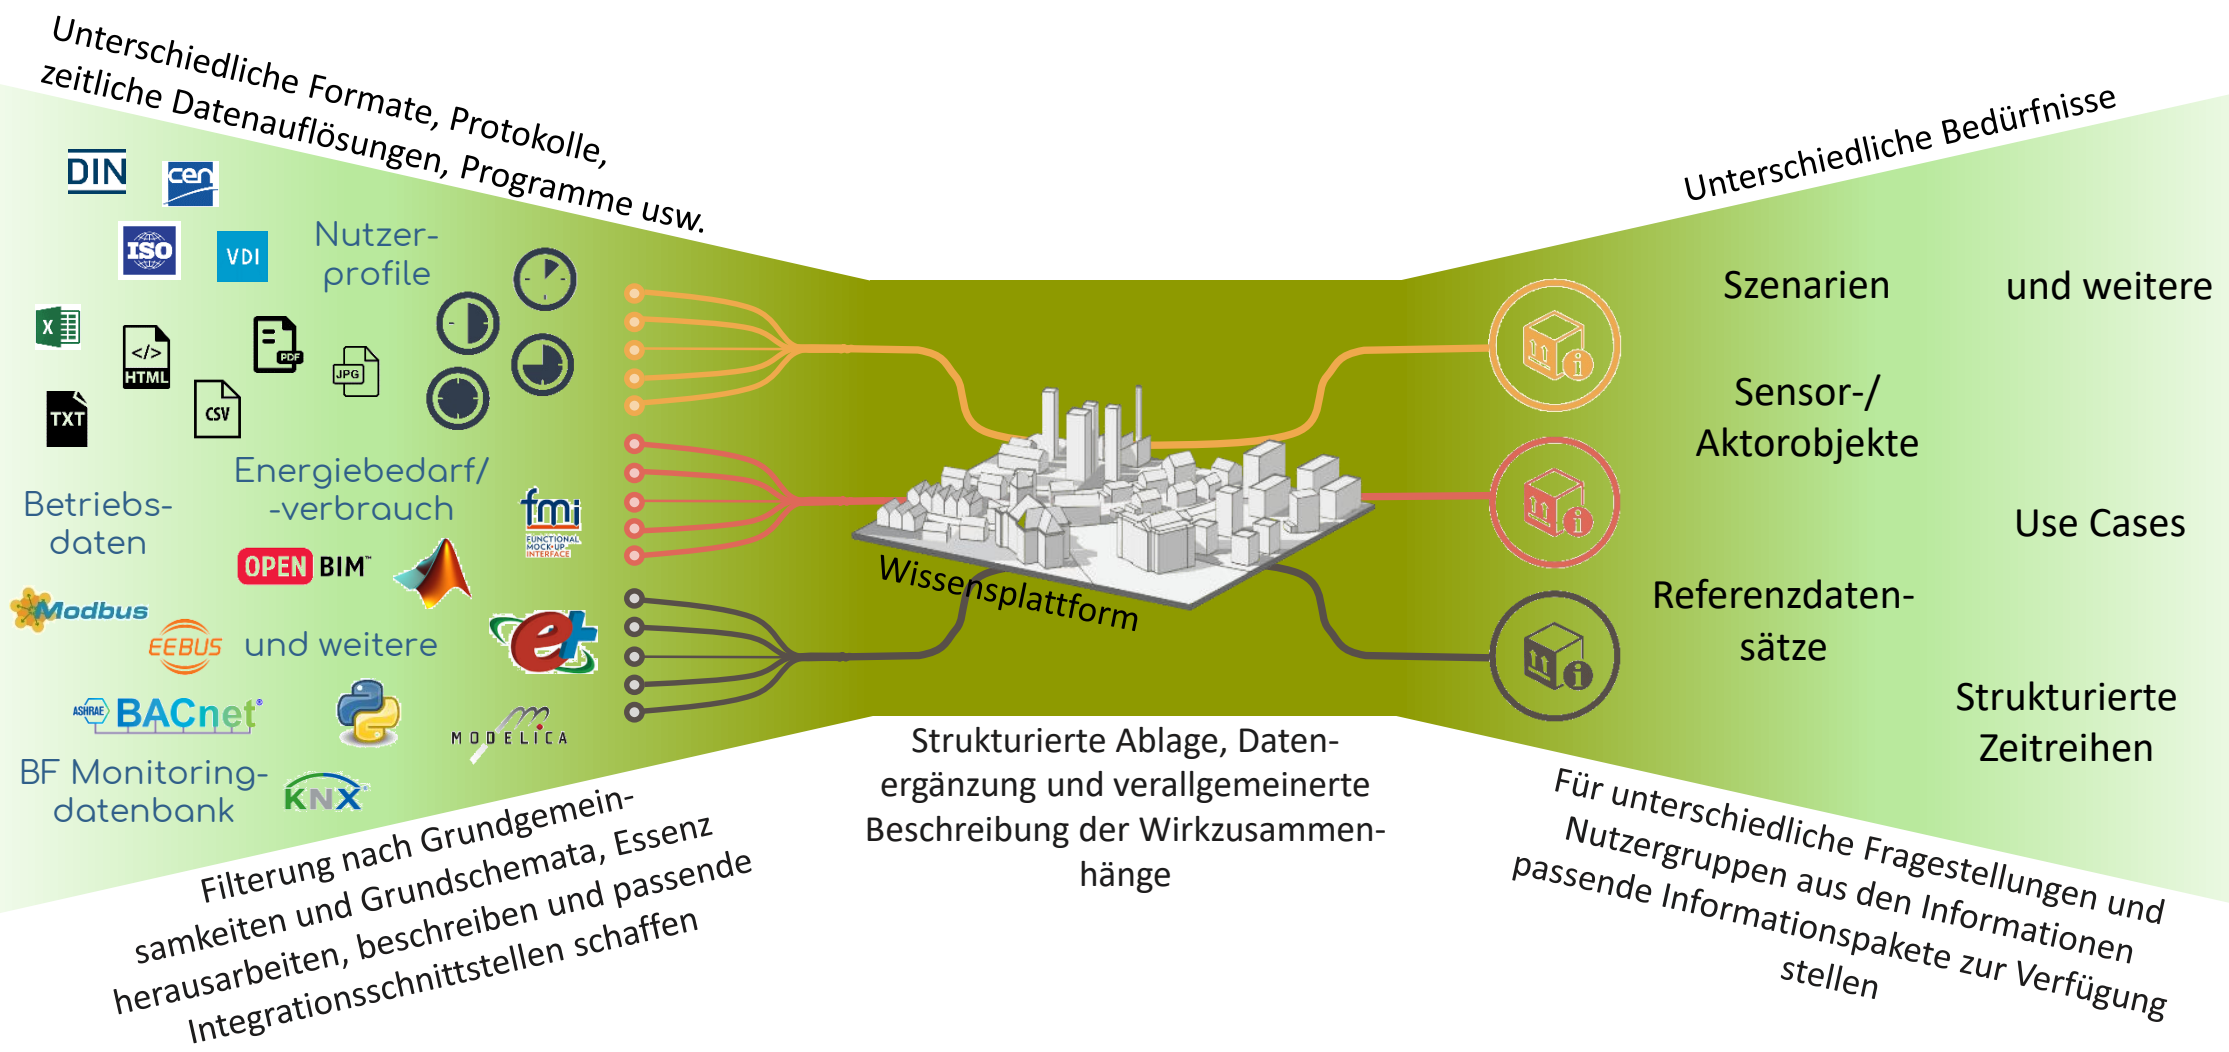 Unterschiedliche Formate, Protokolle,
zeitliche Datenauflösungen, Programme usw.
DIN
cen
ISO
VDI
Nutzer-
profile
X
</>
HTML
PDF
JPG
TXT
CSV
Energiebedarf/
-verbrauch
Betriebs-
daten
fmi
FUNCTIONAL
MOCK-UP
INTERFACE
OPEN BIM™
Modbus
EEBUS
und weitere
e+
ASHRAE BACnet®
MODELICA
BF Monitoring-
datenbank
KNX®
Filterung nach Grundgemein-
samkeiten und Grundschemata, Essenz
herausarbeiten, beschreiben und passende
Integrationsschnittstellen schaffen
Wissensplattform
Strukturierte Ablage, Daten-
ergänzung und verallgemeinerte
Beschreibung der Wirkzusammen-
hänge
Unterschiedliche Bedürfnisse
Szenarien
und weitere
Sensor-/
Aktorobjekte
Use Cases
Referenzdaten-
sätze
Strukturierte
Zeitreihen
Für unterschiedliche Fragestellungen und
Nutzergruppen aus den Informationen
passende Informationspakete zur Verfügung
stellen